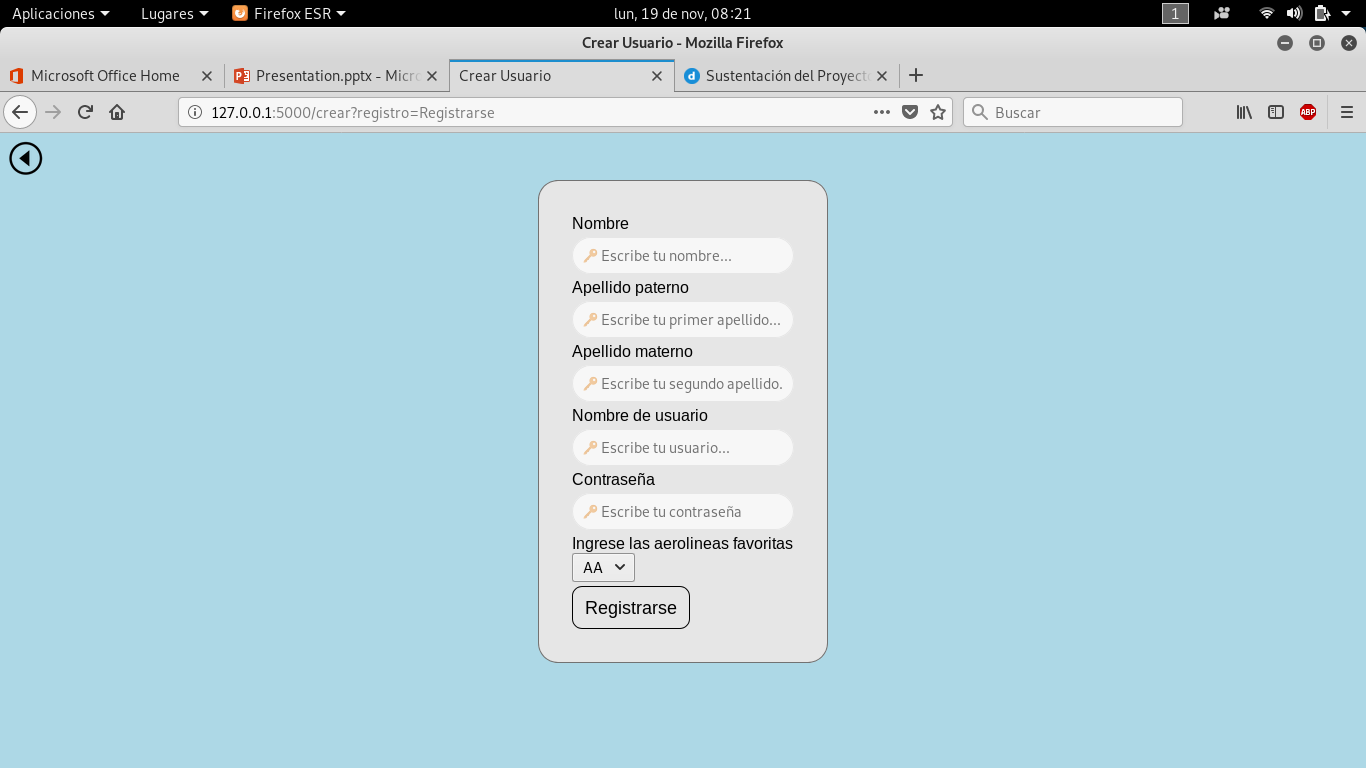 Aplicaciones Lugares Firefox ESR lun, 19 de nov, 08:21 1
Crear Usuario - Mozilla Firefox
Microsoft Office Home Presentation.pptx - Micro Crear Usuario Sustentación del Proyecto
127.0.0.1:5000/crear?registro=Registrarse Buscar ABP
Nombre
Escribe tu nombre...
Apellido paterno
Escribe tu primer apellido...
Apellido materno
Escribe tu segundo apellido.
Nombre de usuario
Escribe tu usuario...
Contraseña
Escribe tu contraseña
Ingrese las aerolineas favoritas
AA
Registrarse